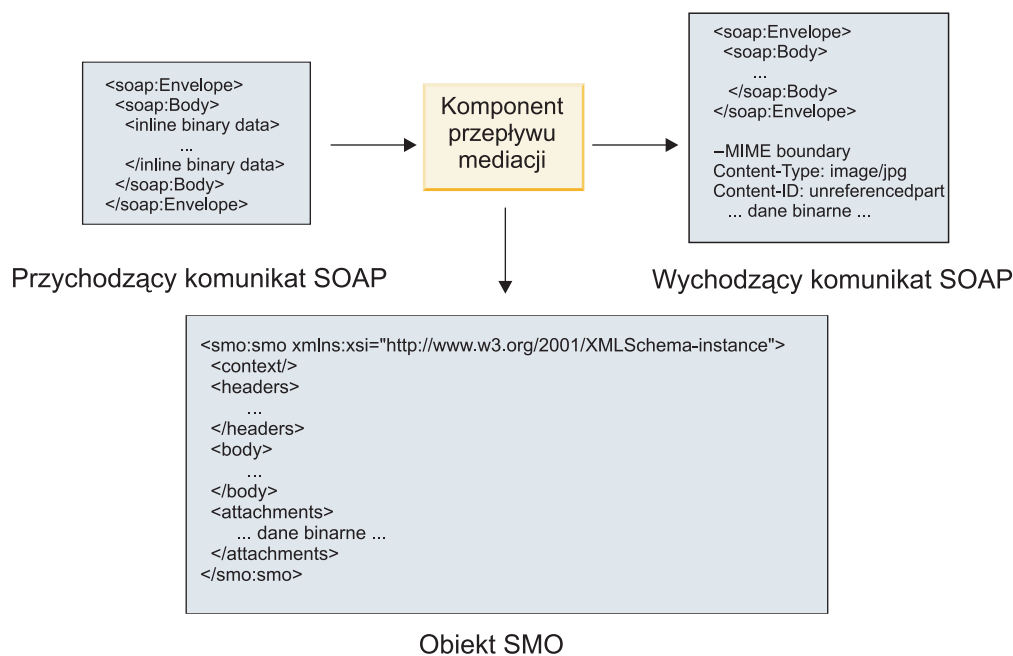 <soap:Envelope>
<soap:Body>
<inline binary data>
...
</inline binary data>
</soap:Body>
</soap:Envelope>
Przychodzący komunikat SOAP
Komponent
przepływu
mediacji
<soap:Envelope>
<soap:Body>
...
</soap:Body>
</soap:Envelope>
–MIME boundary
Content-Type: image/jpg
Content-ID: unreferencedpart
... dane binarne ...
Wychodzący komunikat SOAP
<smo:smo xmlns:xsi="http://www.w3.org/2001/XMLSchema-instance">
<context/>
<headers>
...
</headers>
<body>
...
</body>
<attachments>
... dane binarne ...
</attachments>
</smo:smo>
Obiekt SMO